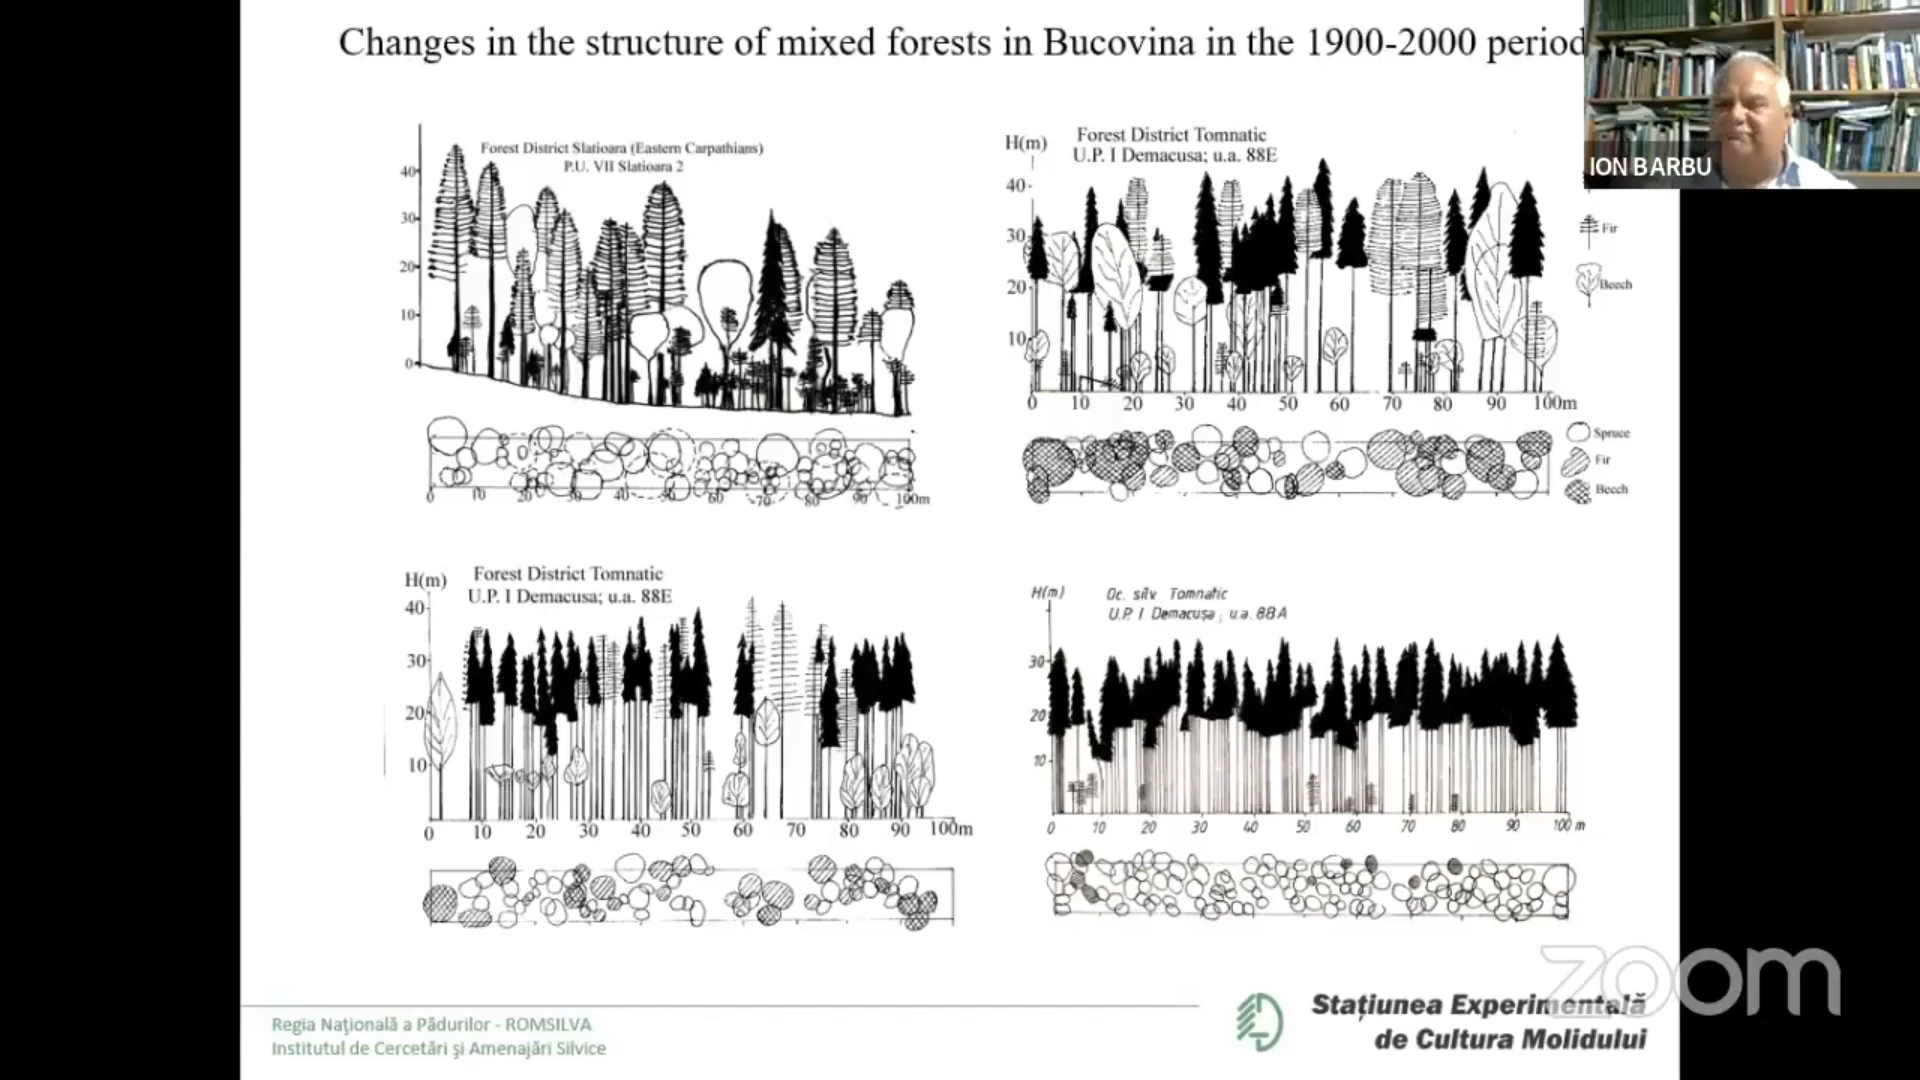 Changes in the structure of mixed forests in Bucovina in the 1900-2000 period
ION BARBU
Forest District Slatioara (Eastern Carpathians)
P.U. VII Slatioara 2
40
30
20
10
0
0 10 20 30 40 50 60 70 80 90 100m
H(m)
Forest District Tomnatic
U.P. I Demacusa; u.a. 88E
40
30
20
10
0 10 20 30 40 50 60 70 80 90 100m
Fir
Beech
Spruce
Fir
Beech
H(m)
Forest District Tomnatic
U.P. I Demacusa; u.a. 88E
40
30
20
10
0 10 20 30 40 50 60 70 80 90 100m
H(m)
Oc. silv Tomnatic
U.P. I Demacuşa; u.a. 88A
30
20
10
0 10 20 30 40 50 60 70 80 90 100 m
zoom
Regia Naţională a Pădurilor - ROMSILVA
Institutul de Cercetări şi Amenajări Silvice
Staţiunea Experimentală
de Cultura Molidului